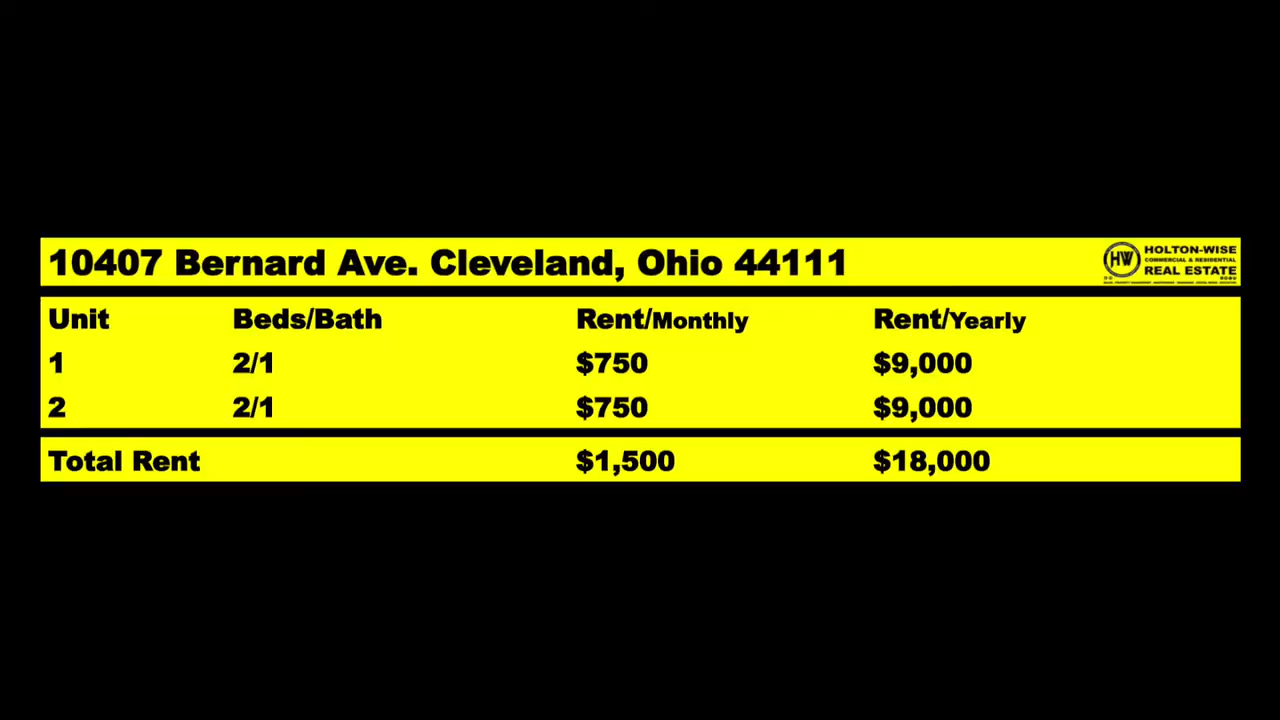 10407 Bernard Ave. Cleveland, Ohio 44111
HW
HOLTON-WISE
COMMERCIAL & RESIDENTIAL
REAL ESTATE
Unit Beds/Bath Rent/Monthly Rent/Yearly
1 2/1 $750 $9,000
2 2/1 $750 $9,000
Total Rent $1,500 $18,000